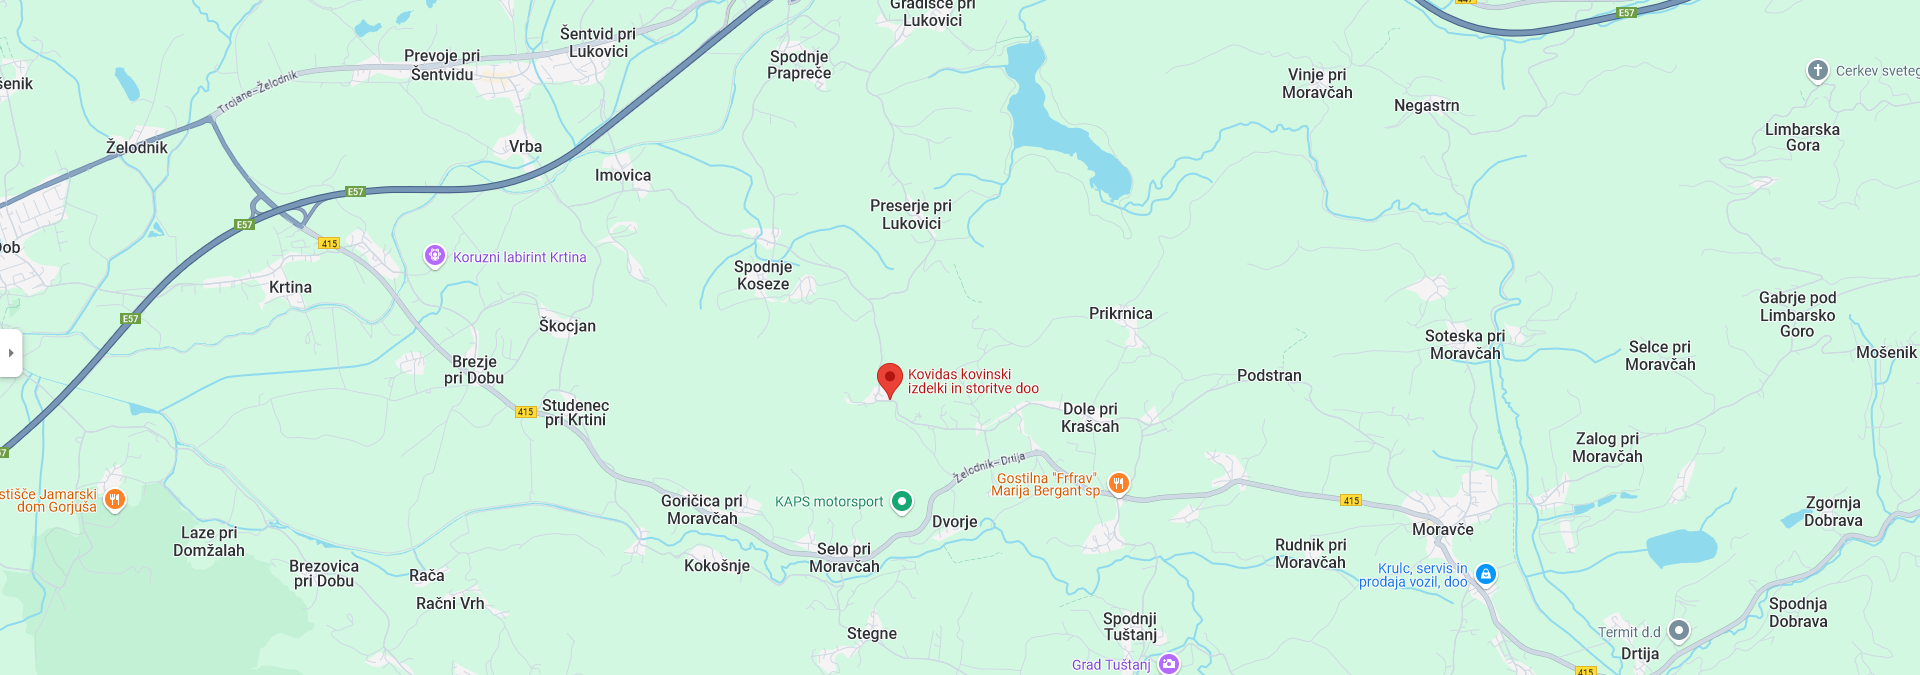 Gradišče pri
Lukovici
447
E57
Šentvid pri
Lukovici
Prevoje pri
Šentvidu
Spodnje
Prapreče
Vinje pri
Moravčah
Negastrn
Cerkev sveteg
Trojane–Želodnik
Želodnik
Vrba
Limbarska
Gora
Imovica
E57
Preserje pri
Lukovici
E57
415
Koruzni labirint Krtina
Krtina
Spodnje
Koseze
E57
Škocjan
Prikrnica
Gabrje pod
Limbarsko
Goro
Soteska pri
Moravčah
Selce pri
Moravčah
Mošenik
Brezje
pri Dobu
Kovidas kovinski
izdelki in storitve doo
Podstran
415
Studenec
pri Krtini
Dole pri
Krašcah
Zalog pri
Moravčah
Želodnik–Drtija
Gostilna "Frfrav"
Marija Bergant sp
stišče Jamarski
dom Gorjuša
Goričica pri
Moravčah
KAPS motorsport
Dvorje
415
Moravče
Zgornja
Dobrava
Laze pri
Domžalah
Brezovica
pri Dobu
Rača
Račni Vrh
Kokošnje
Selo pri
Moravčah
Rudnik pri
Moravčah
Krulc, servis in
prodaja vozil, doo
Stegne
Spodnji
Tuštanj
Grad Tuštanj
Termit d.d
Drtija
Spodnja
Dobrava
415